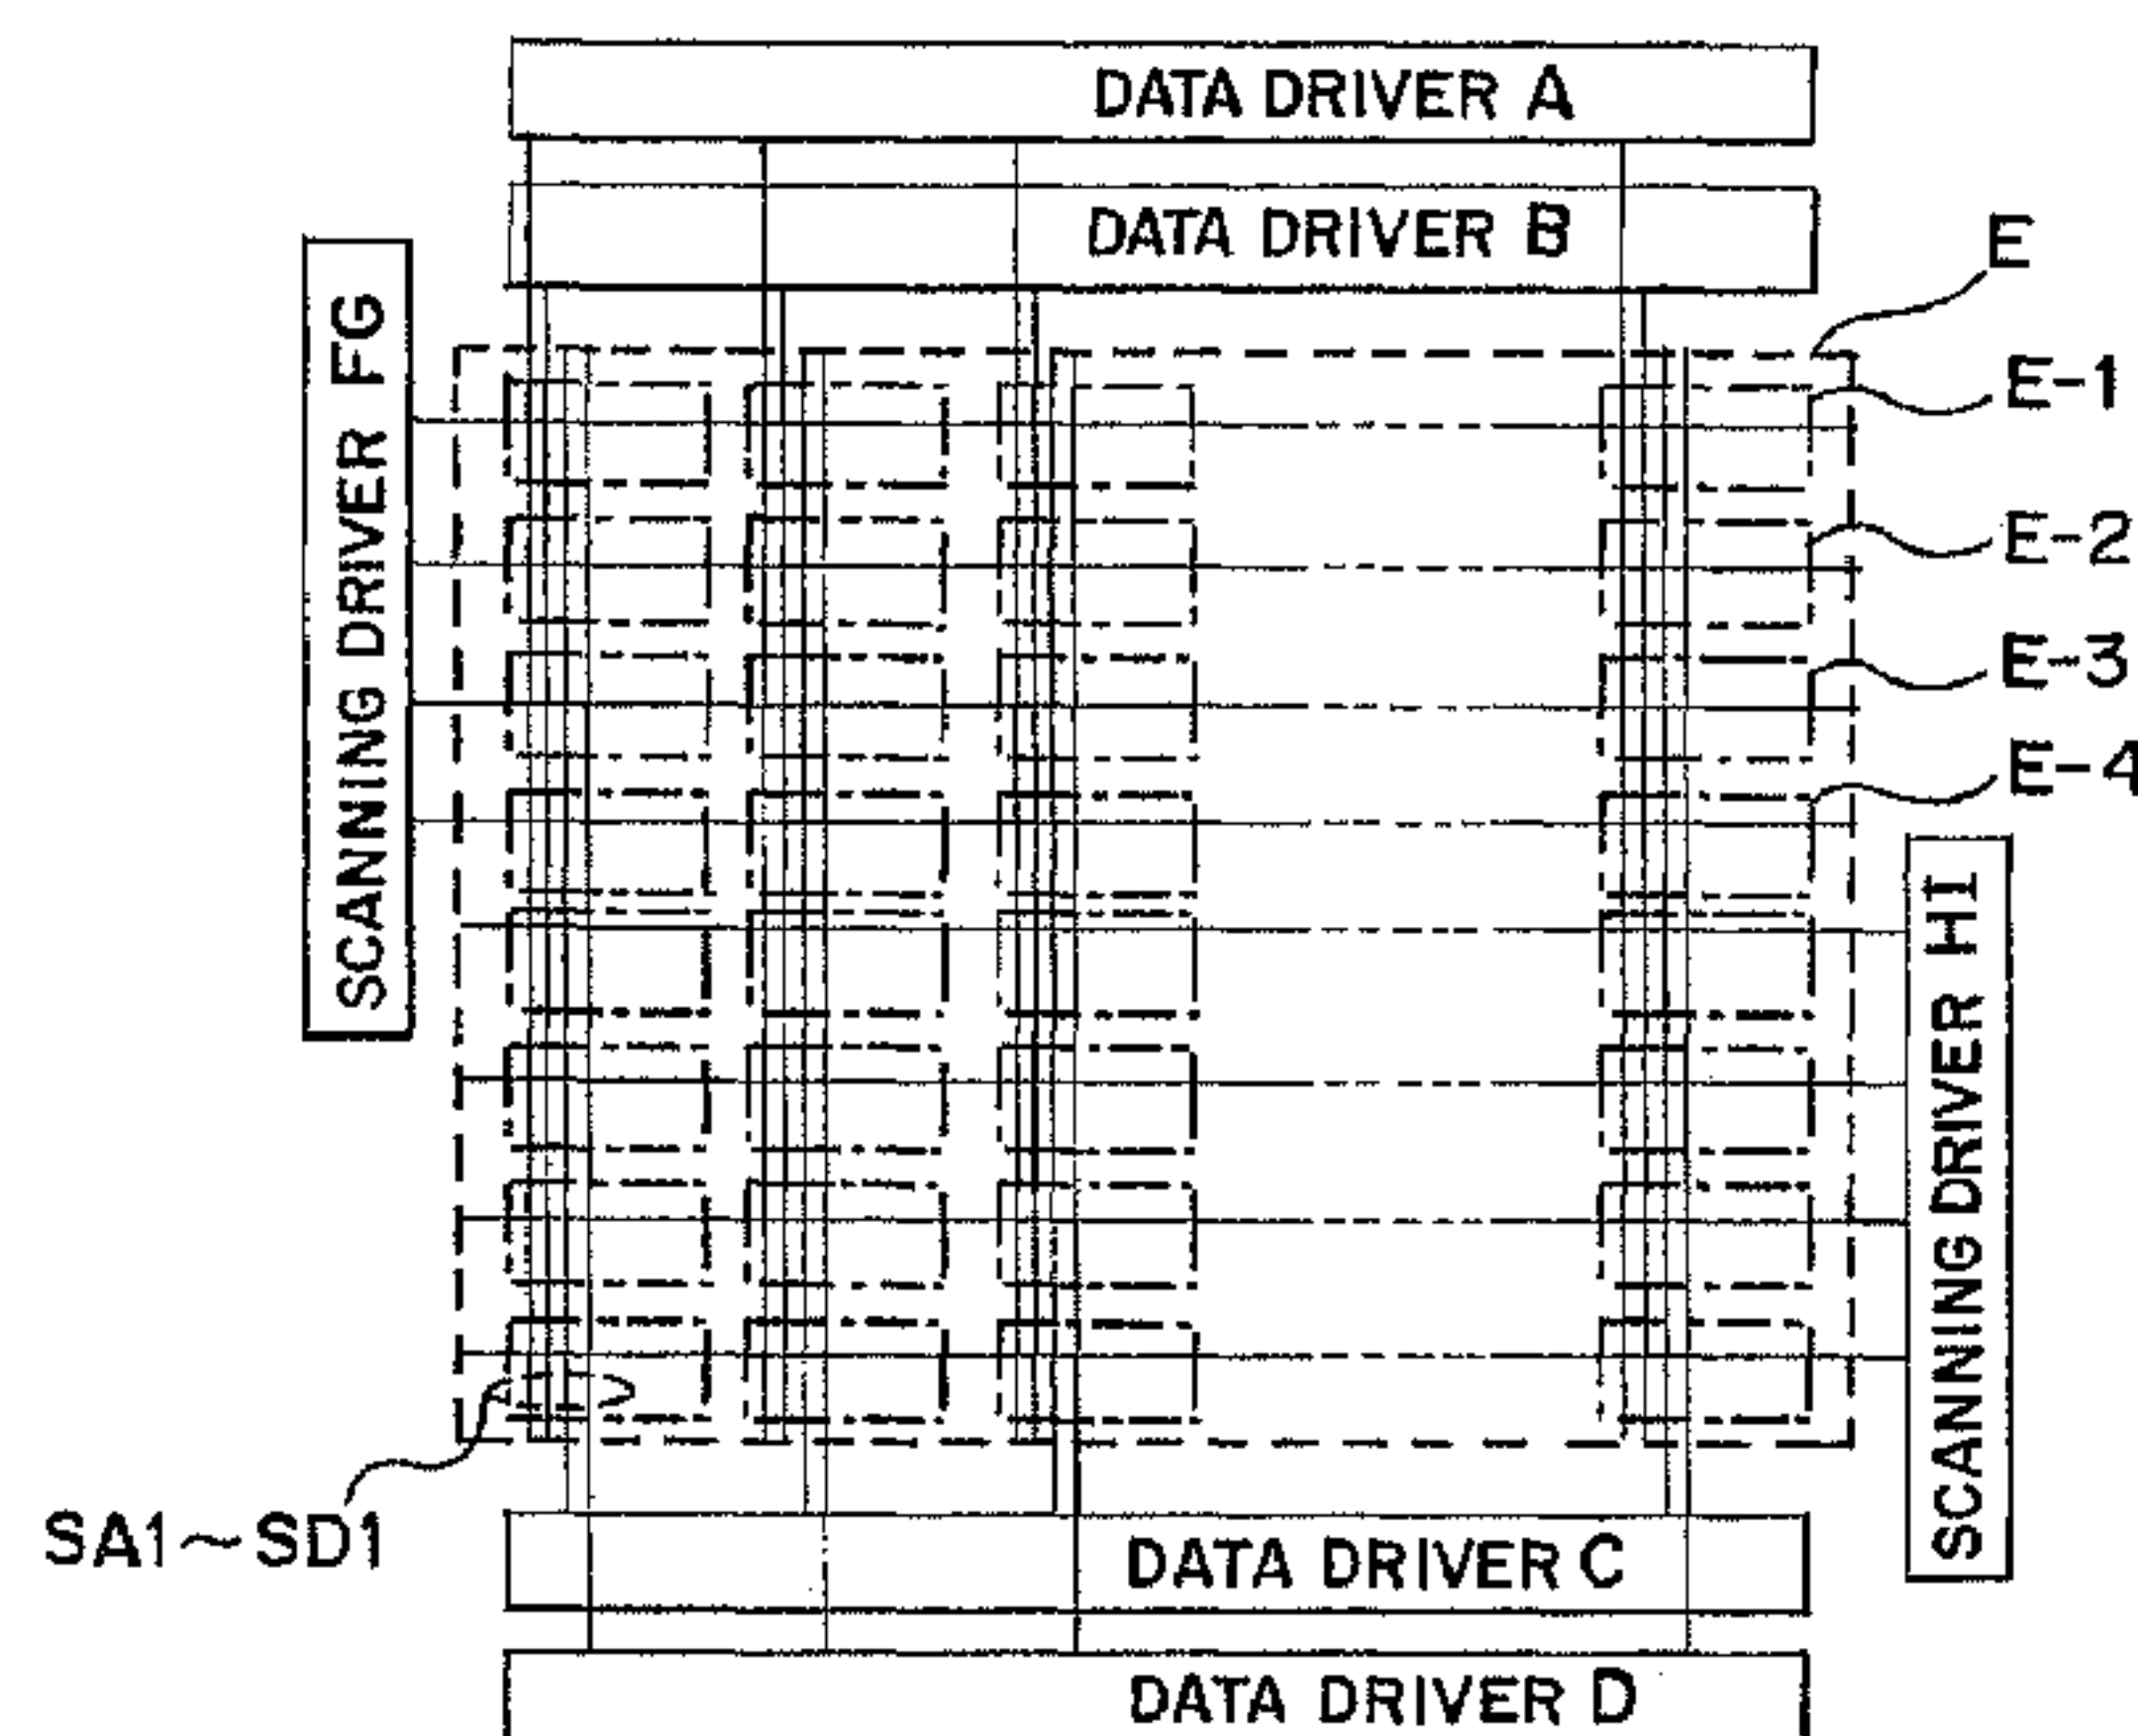 DATA DRIVER A
DATA DRIVER B
SCANNING DRIVER FG
E
E-1
E-2
E-3
E-4
SCANNING DRIVER HI
SA1~SD1
DATA DRIVER C
DATA DRIVER D